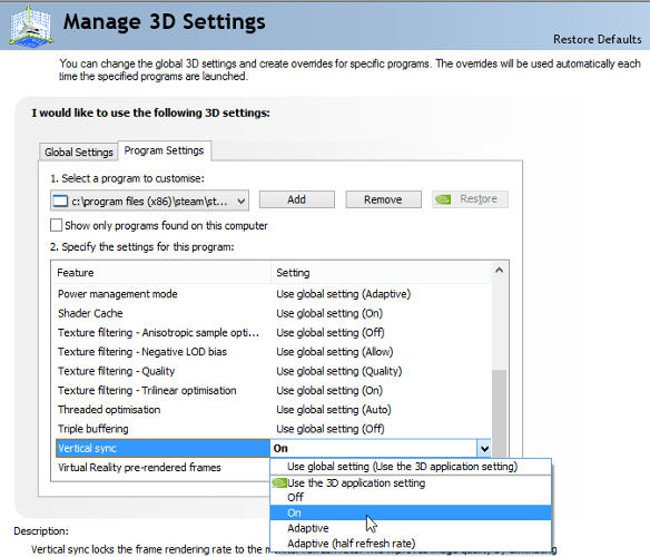 Manage 3D Settings
Restore Defaults
You can change the global 3D settings and create overrides for specific programs. The overrides will be used automatically each
time the specified programs are launched.
I would like to use the following 3D settings:
Global Settings
Program Settings
1. Select a program to customise:
c:\program files (x86)\steam\st...
Add
Remove
Restore
Show only programs found on this computer
2. Specify the settings for this program:
Feature
Setting
Power management mode
Use global setting (Adaptive)
Shader Cache
Use global setting (On)
Texture filtering - Anisotropic sample opti...
Use global setting (Off)
Texture filtering - Negative LOD bias
Use global setting (Allow)
Texture filtering - Quality
Use global setting (Quality)
Texture filtering - Trilinear optimisation
Use global setting (On)
Threaded optimisation
Use global setting (Auto)
Triple buffering
Use global setting (Off)
Vertical sync
On
Virtual Reality pre-rendered frames
Use global setting (Use the 3D application setting)
Use the 3D application setting
Off
On
Adaptive
Adaptive (half refresh rate)
Description:
Vertical sync locks the frame rendering rate to the